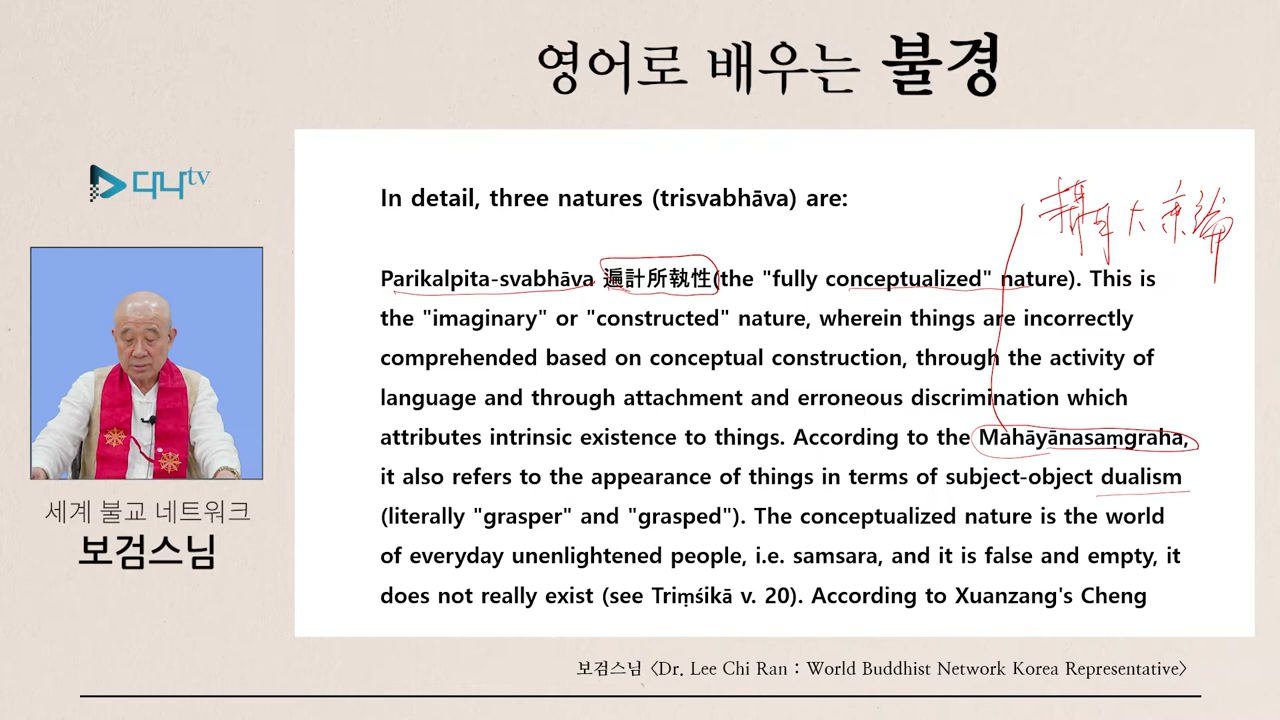 영어로 배우는 불경
디나tv
In detail, three natures (trisvabhāva) are:
攝 大 乘 論
Parikalpita-svabhāva 遍計所執性(the "fully conceptualized" nature). This is
the "imaginary" or "constructed" nature, wherein things are incorrectly
comprehended based on conceptual construction, through the activity of
language and through attachment and erroneous discrimination which
attributes intrinsic existence to things. According to the Mahāyānasaṃgraha,
it also refers to the appearance of things in terms of subject-object dualism
(literally "grasper" and "grasped"). The conceptualized nature is the world
of everyday unenlightened people, i.e. samsara, and it is false and empty, it
does not really exist (see Triṃśikā v. 20). According to Xuanzang's Cheng
세계 불교 네트워크
보검스님
보검스님 <Dr. Lee Chi Ran : World Buddhist Network Korea Representative>